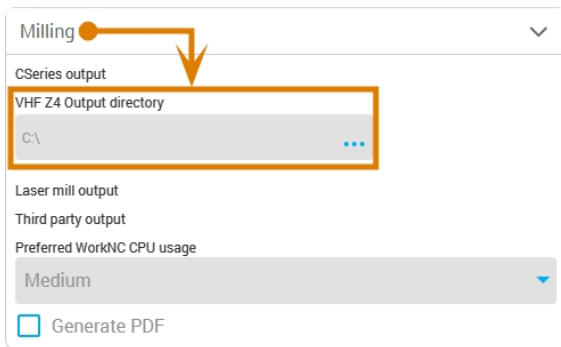 Milling
CSeries output
VHF Z4 Output directory
C:\
...
Laser mill output
Third party output
Preferred WorkNC CPU usage
Medium
Generate PDF